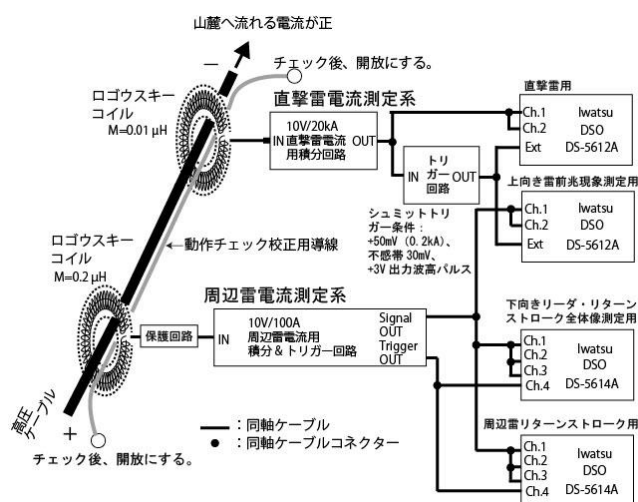 山麓へ流れる電流が正
−
チェック後、開放にする。
ロゴウスキー
コイル
M=0.01 μH
直撃雷電流測定系
10V/20kA
IN 直撃雷電流 OUT
用積分回路
トリ
IN ガー OUT
回路
シュミットトリ
ガー条件：
+50mV (0.2kA)、
不感帯 30mV、
+3V 出力波高パルス
直撃雷用
Ch.1 Iwatsu
Ch.2 DSO
Ext DS-5612A
上向き雷前兆現象測定用
Ch.1 Iwatsu
Ch.2 DSO
Ext DS-5612A
動作チェック校正用導線
ロゴウスキー
コイル
M=0.2 μH
周辺雷電流測定系
保護回路
10V/100A
IN 周辺雷電流用
積分＆トリガー回路
Signal
OUT
Trigger
OUT
下向きリーダ・リターン
ストローク全体像測定用
Ch.1 Iwatsu
Ch.2 DSO
Ch.3
Ch.4 DS-5614A
周辺雷リターンストローク用
Ch.1 Iwatsu
Ch.2 DSO
Ch.3
Ch.4 DS-5614A
高圧
ケーブル
+
チェック後、開放にする。
：同軸ケーブル
：同軸ケーブルコネクター